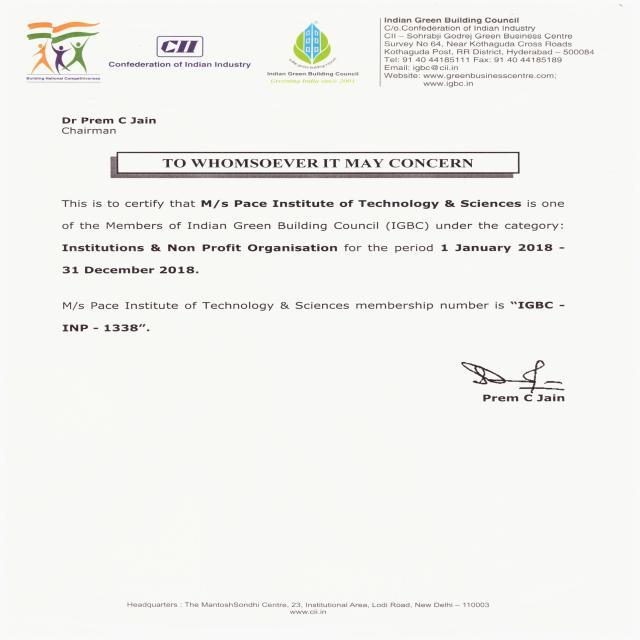 Building National Competitiveness
CII
Confederation of Indian Industry
Indian Green Building Council
Indian Green Building Council
Greening India since 2001
Indian Green Building Council
C/o.Confederation of Indian Industry
CII – Sohrabji Godrej Green Business Centre
Survey No 64, Near Kothaguda Cross Roads
Kothaguda Post, RR District, Hyderabad – 500084
Tel: 91 40 44185111 Fax: 91 40 44185189
Email: igbc@cii.in
Website: www.greenbusinesscentre.com;
www.igbc.in
Dr Prem C Jain
Chairman
TO WHOMSOEVER IT MAY CONCERN
This is to certify that M/s Pace Institute of Technology & Sciences is one
of the Members of Indian Green Building Council (IGBC) under the category:
Institutions & Non Profit Organisation for the period 1 January 2018 -
31 December 2018.
M/s Pace Institute of Technology & Sciences membership number is “IGBC -
INP - 1338”.
Prem C Jain
Headquarters : The MantoshSondhi Centre, 23, Institutional Area, Lodi Road, New Delhi – 110003
www.cii.in